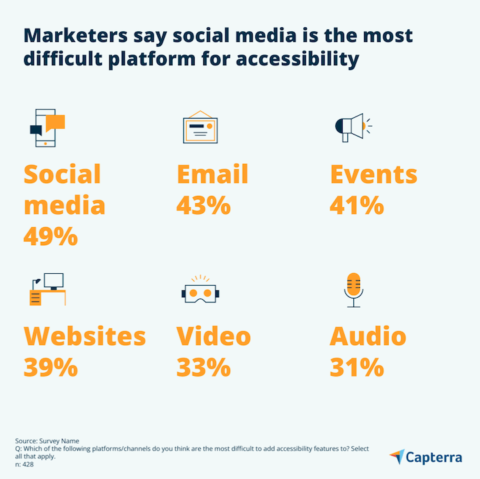 Marketers say social media is the most
difficult platform for accessibility
Social
media
49%
Email
43%
Events
41%
Websites
39%
Video
33%
Audio
31%
Source: Survey Name
Q: Which of the following platforms/channels do you think are the most difficult to add accessibility features to? Select
all that apply.
n: 428
Capterra